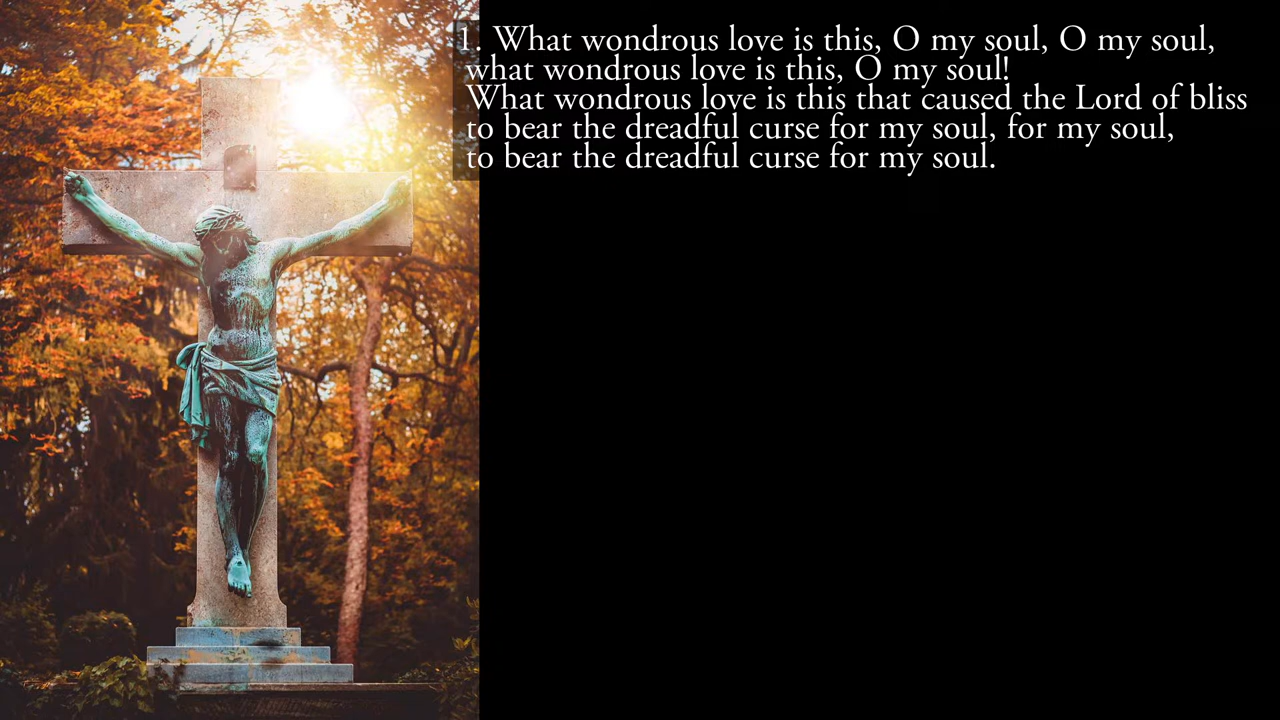 1. What wondrous love is this, O my soul, O my soul,
what wondrous love is this, O my soul!
What wondrous love is this that caused the Lord of bliss
to bear the dreadful curse for my soul, for my soul,
to bear the dreadful curse for my soul.